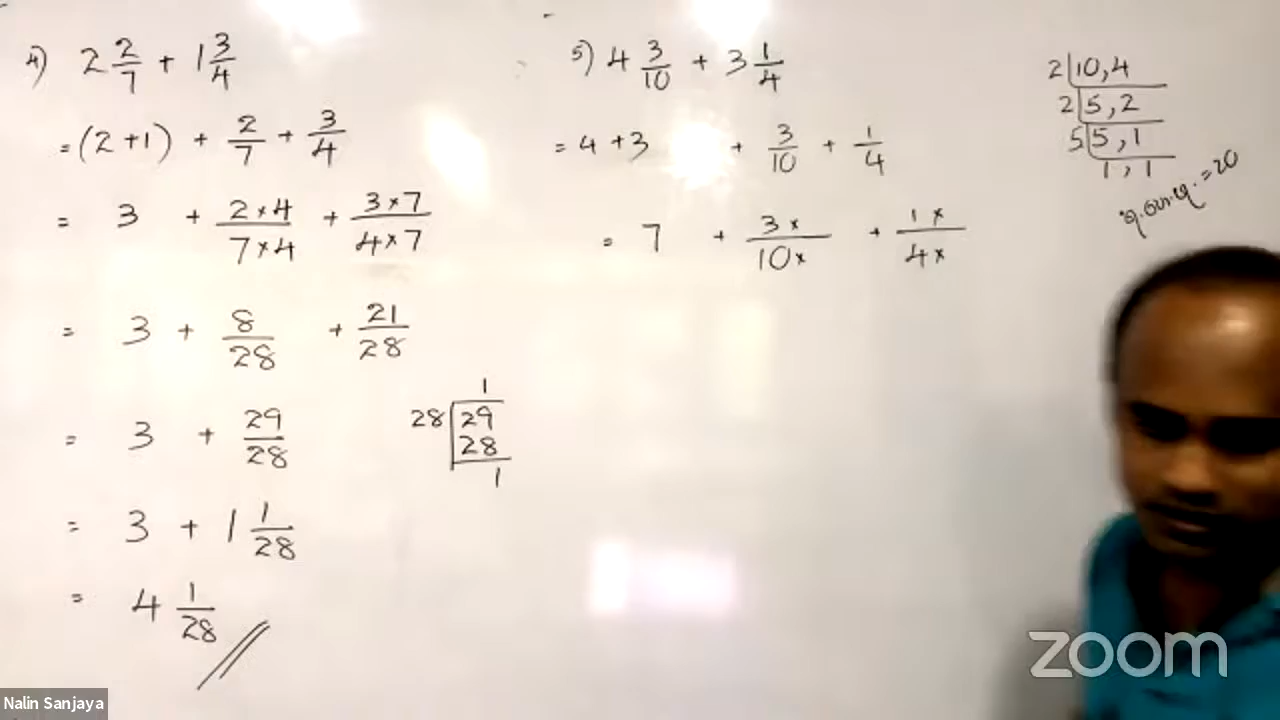 4) 2 2/7 + 1 3/4
= (2+1) + 2/7 + 3/4
= 3 + 2×4/7×4 + 3×7/4×7
= 3 + 8/28 + 21/28
= 3 + 29/28
= 3 + 1 1/28
= 4 1/28
1
28 29
28
1
5) 4 3/10 + 3 1/4
= 4+3 + 3/10 + 1/4
= 7 + 3×/10× + 1×/4×
2 10,4
2 5,2
5 5,1
1,1
කු.පො.ගු. = 20
zoom
Nalin Sanjaya